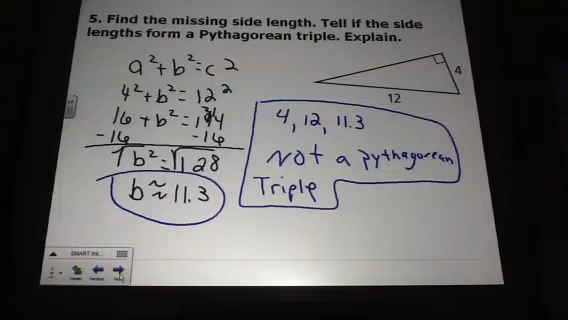 5. Find the missing side length. Tell if the side
lengths form a Pythagorean triple. Explain.
a²+b²=c2
4²+b²=12²
16+b²=144
-16 -16
√b²=√128
b≈11.3
4
12
4, 12, 11.3
Not a pythagorean
Triple
SMART Ink...